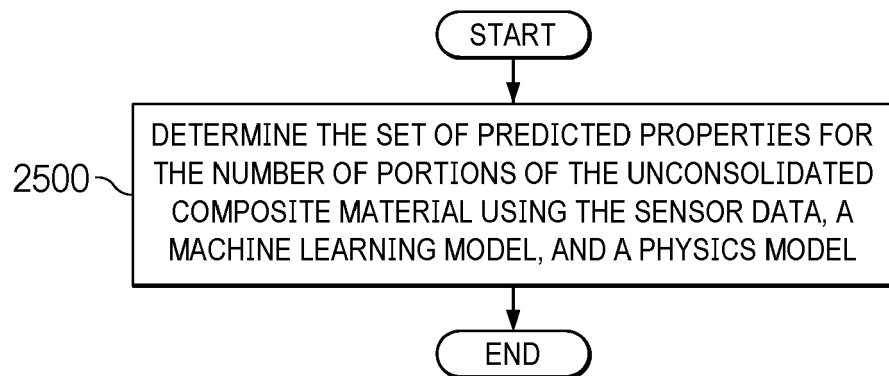 START
2500
DETERMINE THE SET OF PREDICTED PROPERTIES FOR
THE NUMBER OF PORTIONS OF THE UNCONSOLIDATED
COMPOSITE MATERIAL USING THE SENSOR DATA, A
MACHINE LEARNING MODEL, AND A PHYSICS MODEL
END